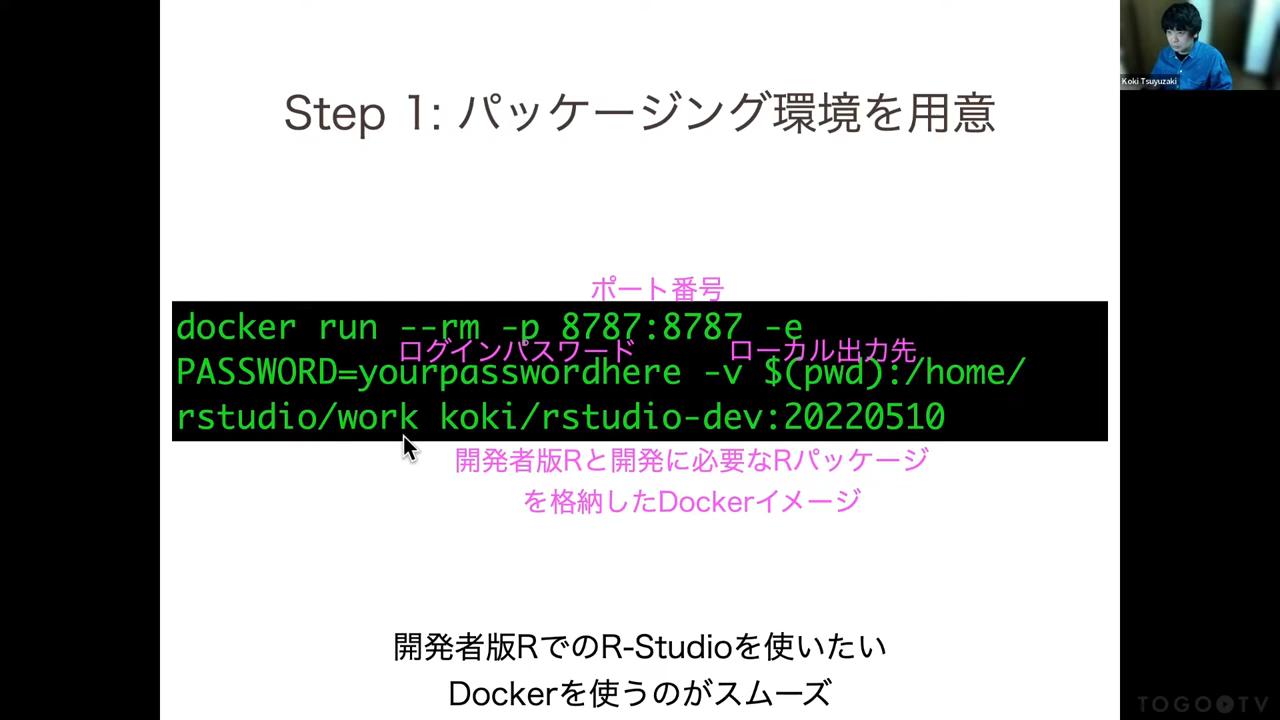 Koki Tsuyuzaki
Step 1: パッケージング環境を用意
ポート番号
docker run --rm -p 8787:8787 -e
ログインパスワード ローカル出力先
PASSWORD=yourpasswordhere -v $(pwd):/home/
rstudio/work koki/rstudio-dev:20220510
開発者版Rと開発に必要なRパッケージ
を格納したDockerイメージ
開発者版RでのR-Studioを使いたい
Dockerを使うのがスムーズ
TOGOTV